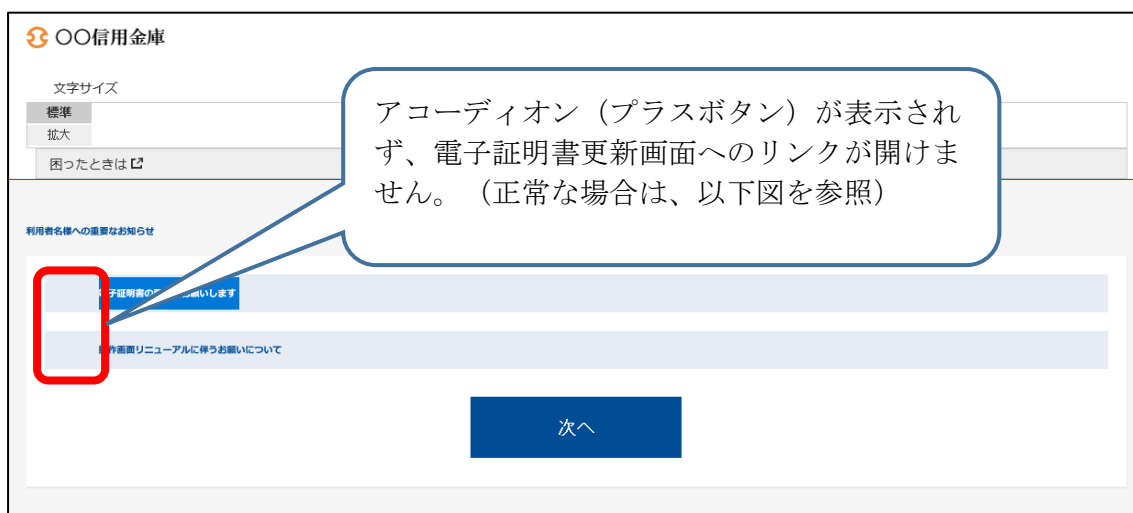 〇〇信用金庫
文字サイズ
標準
拡大
困ったときは
アコーディオン（プラスボタン）が表示され
ず、電子証明書更新画面へのリンクが開けま
せん。（正常な場合は、以下図を参照）
利用者名様への重要なお知らせ
子証明書の 願いします
作画面リニューアルに伴うお願いについて
次へ